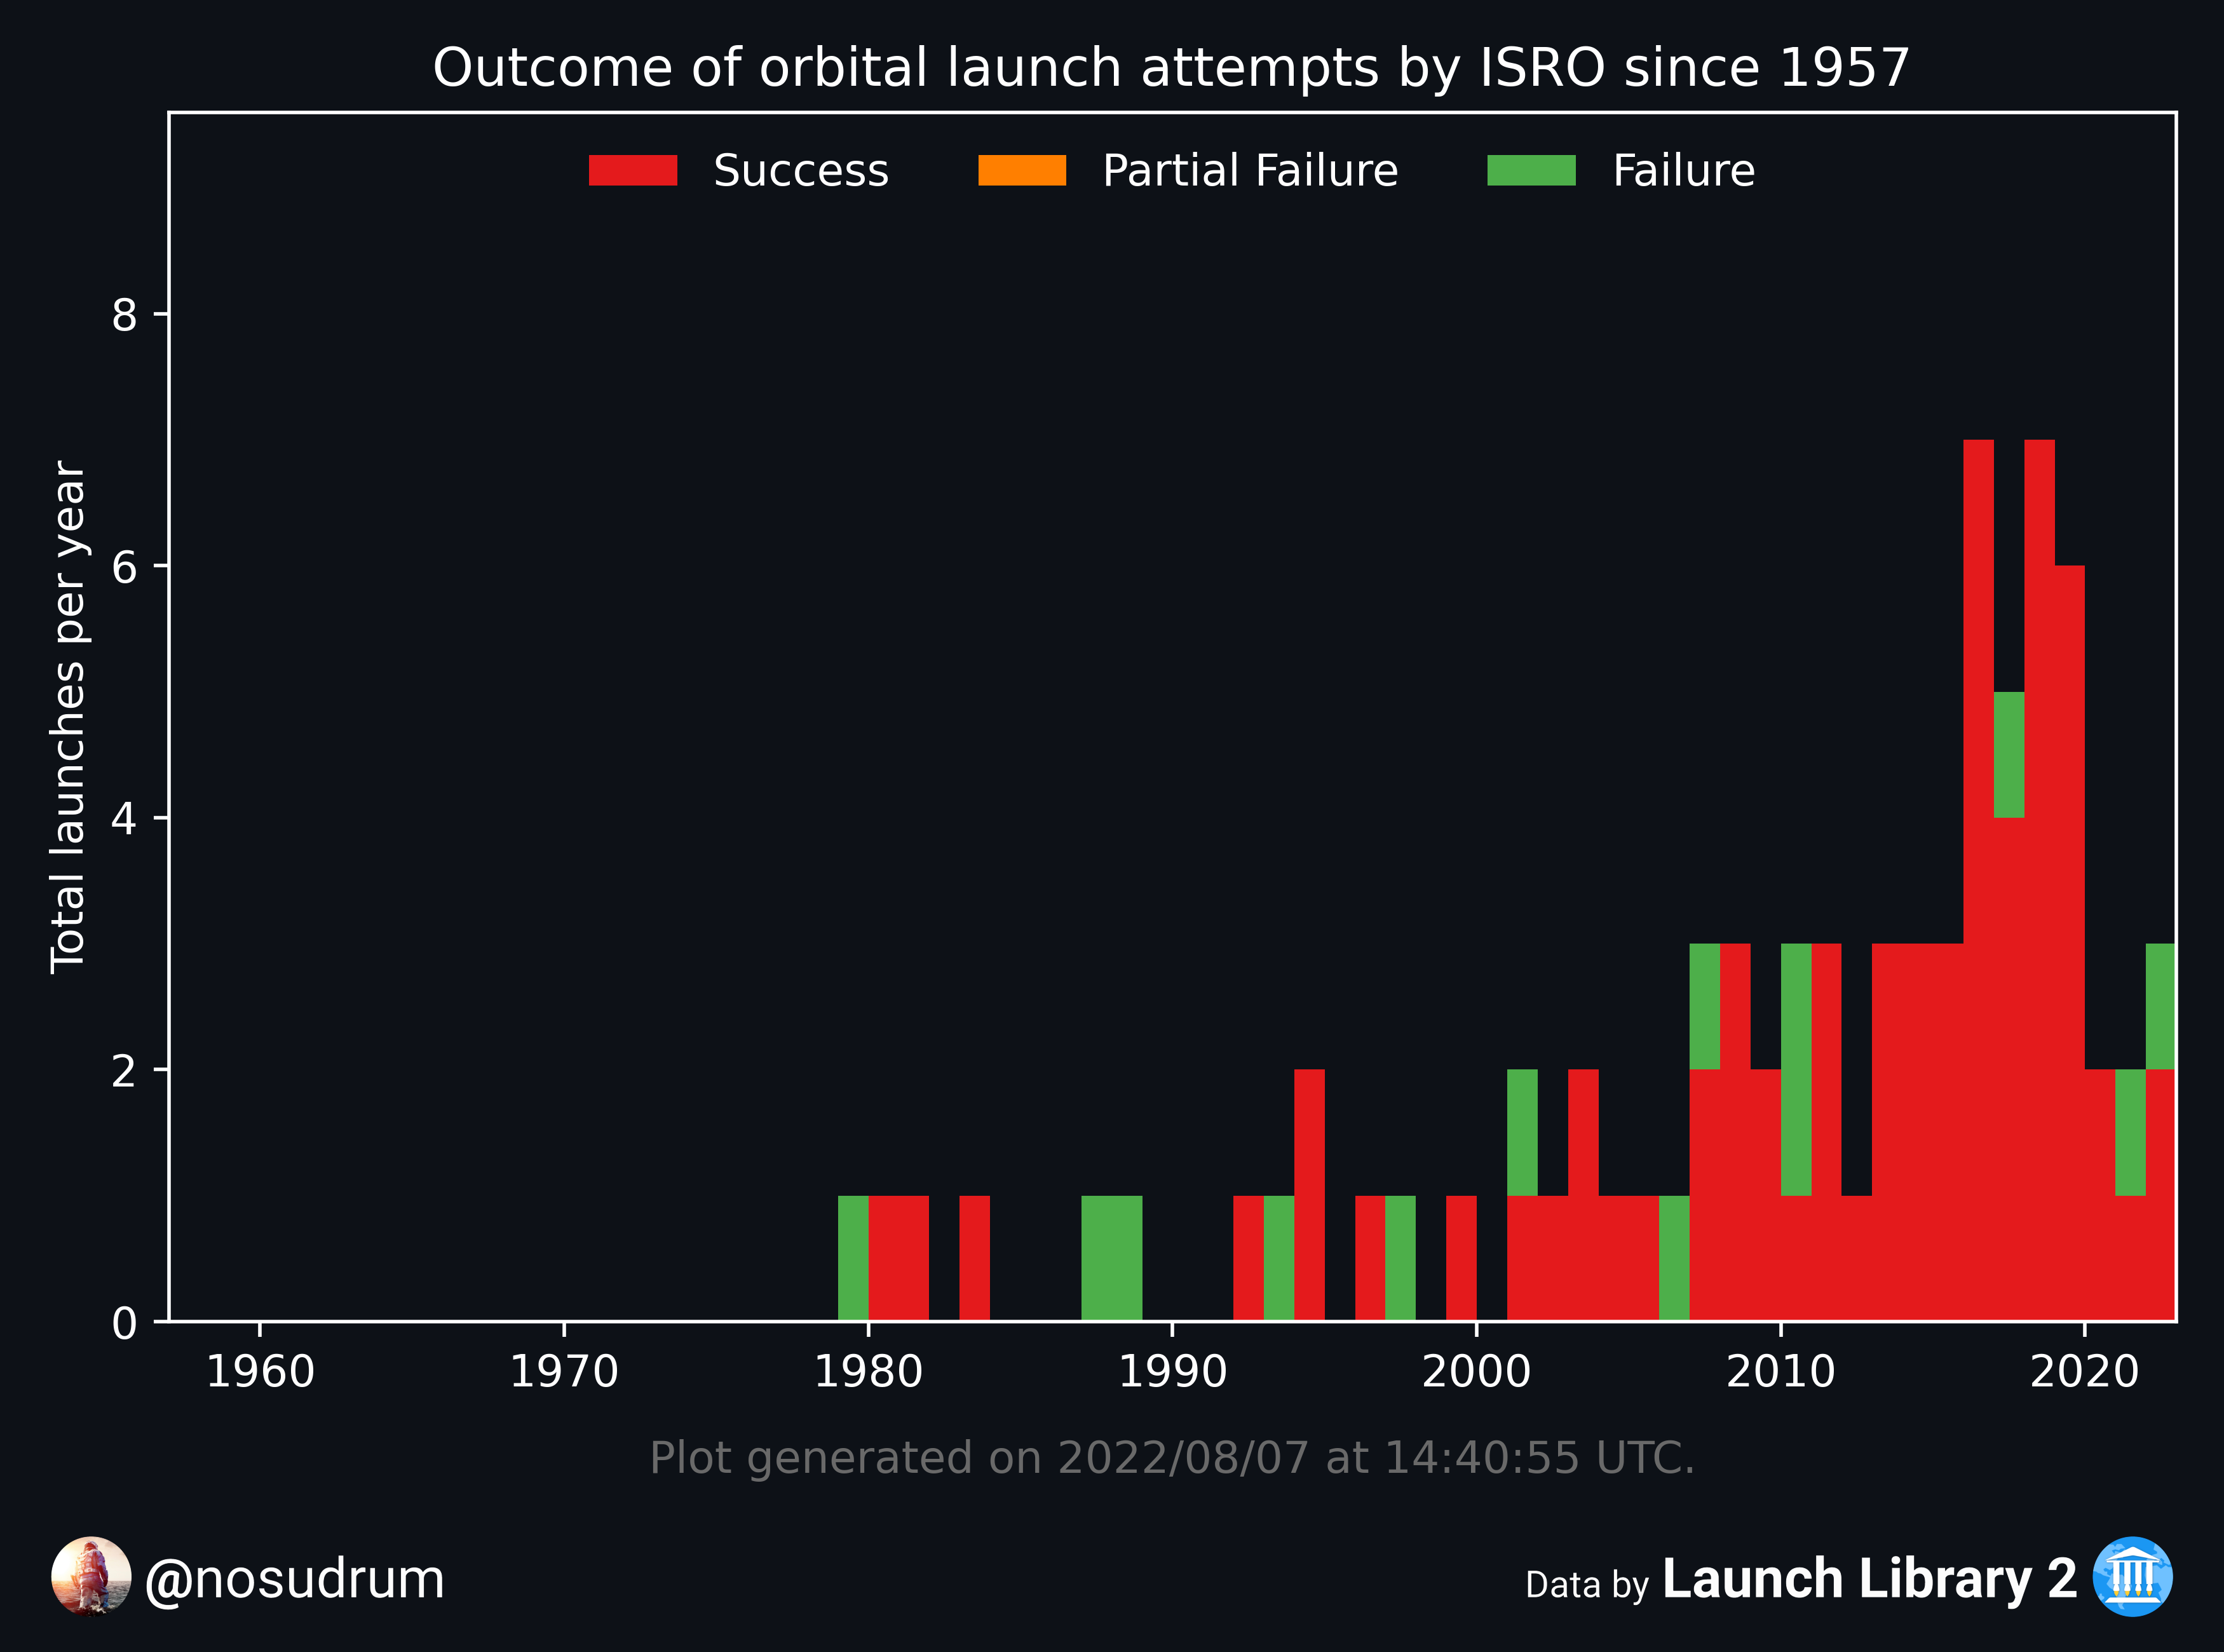 Outcome of orbital launch attempts by ISRO since 1957
Success Partial Failure Failure
Total launches per year
8
6
4
2
0
1960 1970 1980 1990 2000 2010 2020
Plot generated on 2022/08/07 at 14:40:55 UTC.
@nosudrum
Data by Launch Library 2